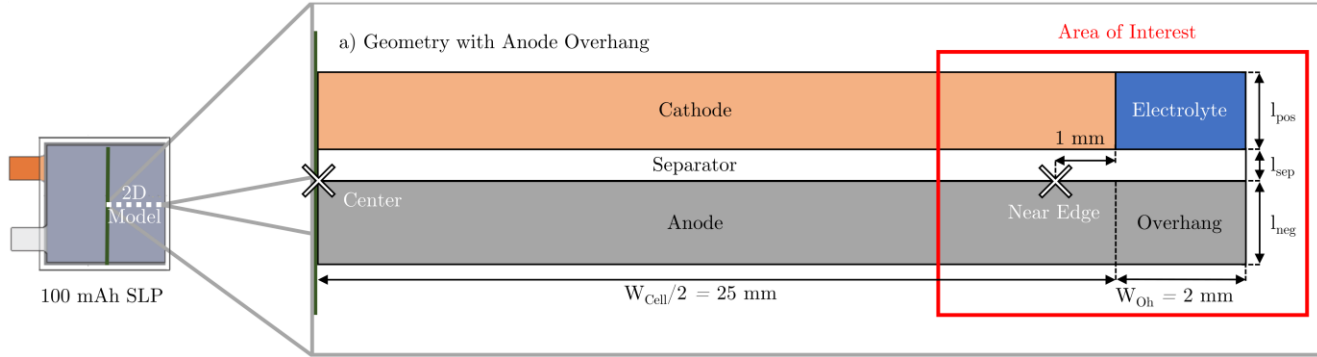 Area of Interest
a) Geometry with Anode Overhang
Cathode
Electrolyte
l_pos
1 mm
Separator
l_sep
2D
Model
Center
Near Edge
Anode
Overhang
l_neg
100 mAh SLP
W_Cell/2 = 25 mm
W_Oh = 2 mm